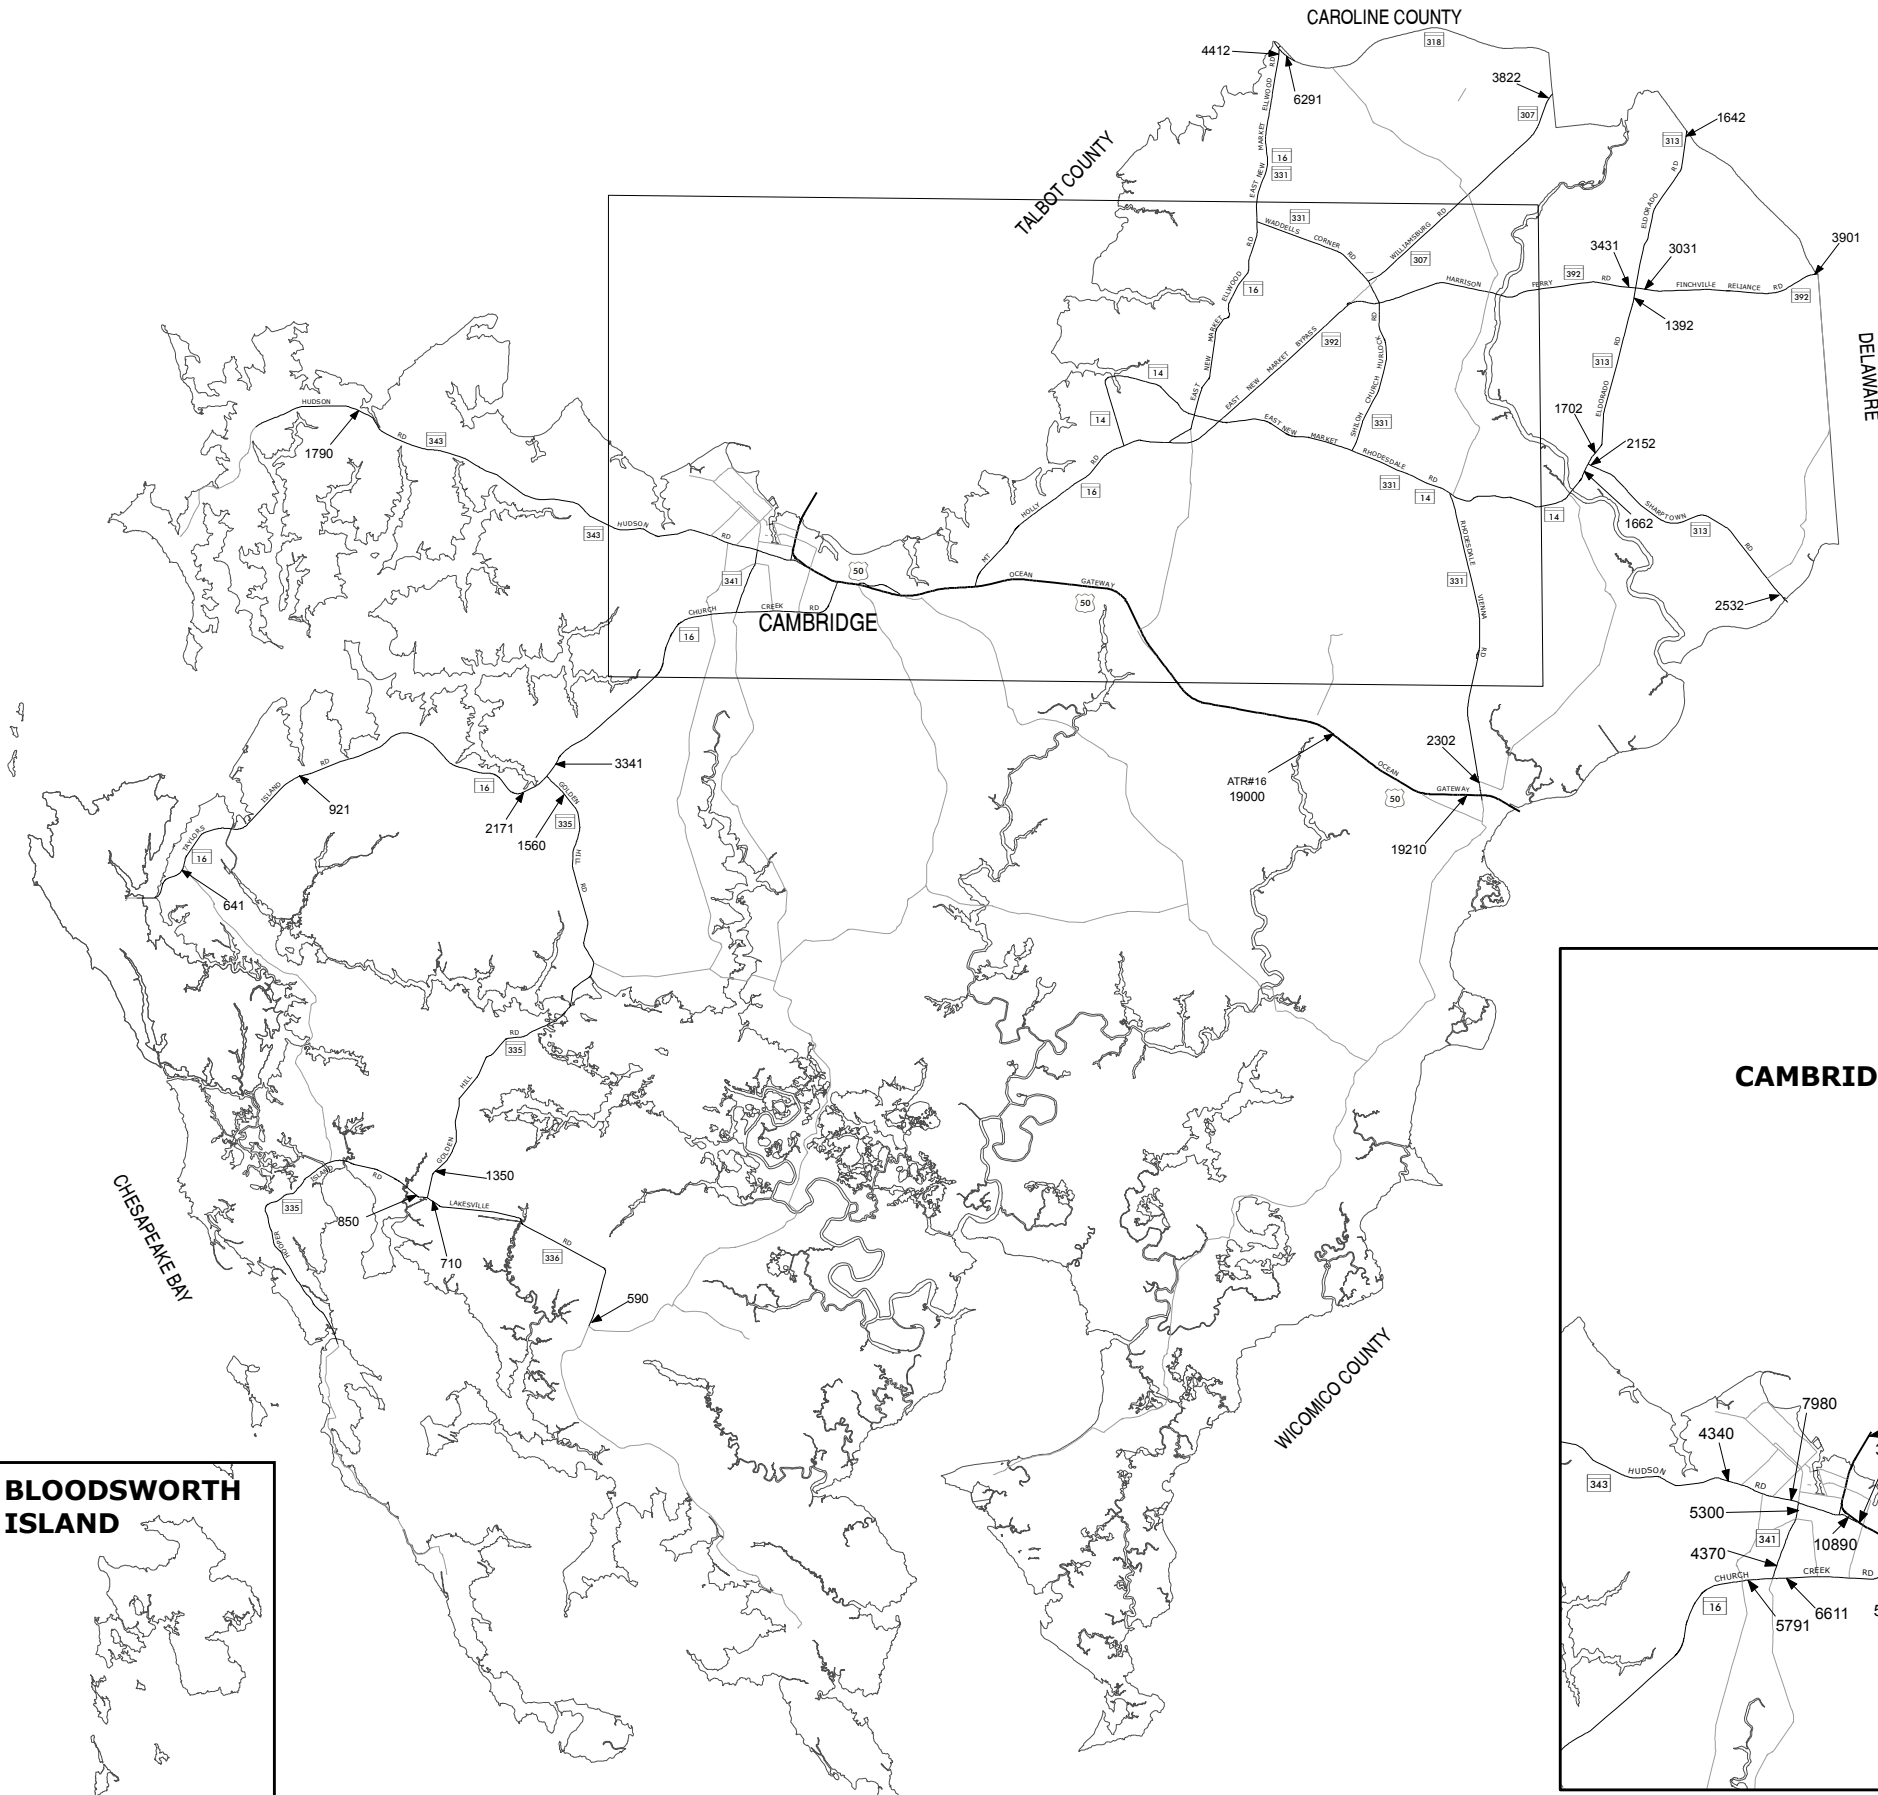 CAROLINE COUNTY
318
4412
6291
3822
307
1642
313
TALBOT COUNTY
EAST NEW MARKET ELLWOOD RD
16
331
331
WADDELLS CORNER RD
WILLIAMSBURG RD
307
ELDORADO RD
3431
3031
3901
392
HARRISON FERRY RD
FINCHVILLE RELIANCE RD
392
1392
EAST NEW MARKET ELLWOOD RD
16
EAST NEW MARKET BYPASS
392
SHILOH CHURCH HURLOCK RD
331
313
ELDORADO RD
DELAWARE
14
14
HUDSON RD
1790
343
EAST NEW MARKET
RHODESDALE RD
331
14
1702
2152
1662
14
SHARPTOWN RD
313
2532
343
HUDSON RD
MT HOLLY RD
16
341
50
OCEAN GATEWAY
50
CHURCH CREEK RD
CAMBRIDGE
16
RHODESDALE VIENNA RD
331
3341
TAYLORS ISLAND RD
16
921
16
2171
1560
GOLDEN HILL RD
335
641
ATR#16
19000
2302
OCEAN GATEWAY
50
19210
RD
335
HILL
GOLDEN
1350
CHESAPEAKE BAY
HOOPER ISLAND RD
335
850
710
LAKESVILLE RD
336
590
WICOMICO COUNTY
BLOODSWORTH
ISLAND
CAMBRID
7980
4340
HUDSON RD
343
5300
341
10890
4370
CHURCH CREEK RD
16
5791
6611